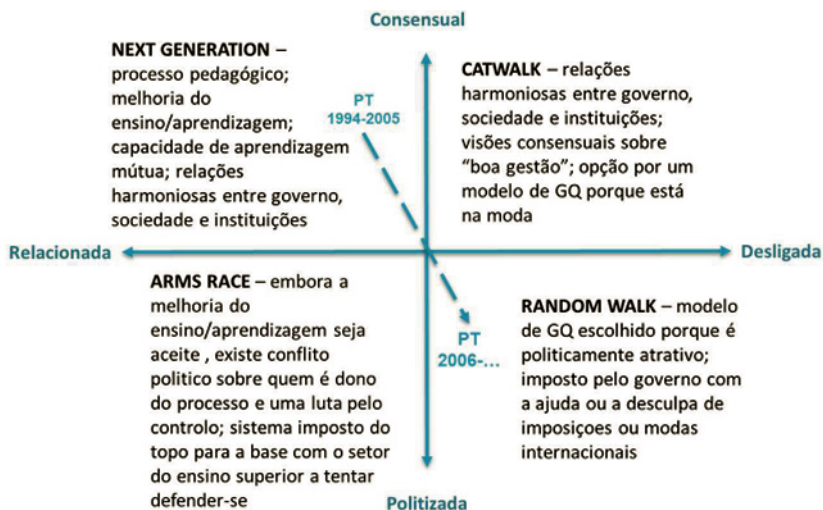 Consensual
NEXT GENERATION –
processo pedagógico;
melhoria do
ensino/aprendizagem;
capacidade de aprendizagem
mútua; relações
harmoniosas entre governo,
sociedade e instituições
PT
1994-2005
CATWALK – relações
harmoniosas entre governo,
sociedade e instituições;
visões consensuais sobre
“boa gestão”; opção por um
modelo de GQ porque está
na moda
Relacionada
Desligada
ARMS RACE – embora a
melhoria do
ensino/aprendizagem seja
aceite , existe conflito
politico sobre quem é dono
do processo e uma luta pelo
controlo; sistema imposto do
topo para a base com o setor
do ensino superior a tentar
defender-se
PT
2006-...
RANDOM WALK – modelo
de GQ escolhido porque é
politicamente atrativo;
imposto pelo governo com
a ajuda ou a desculpa de
imposiçoes ou modas
internacionais
Politizada